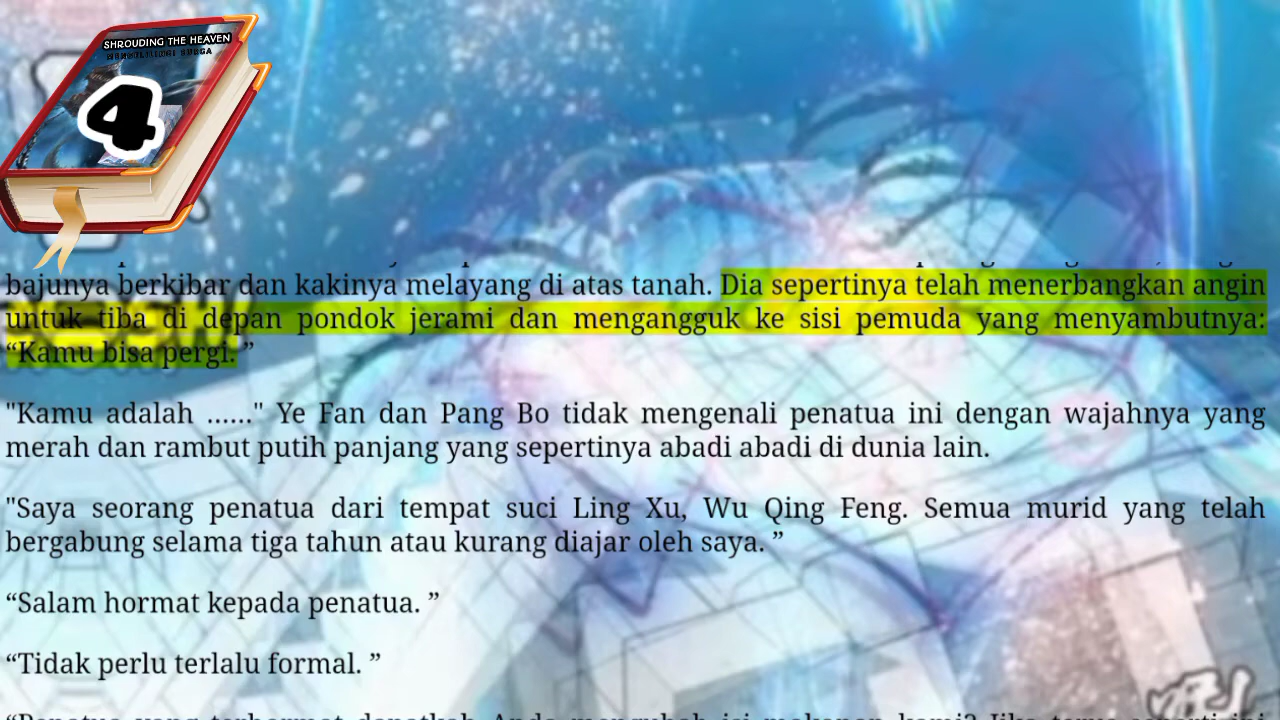 SHROUDING THE HEAVEN
4
bajunya berkibar dan kakinya melayang di atas tanah. Dia sepertinya telah menerbangkan angin
untuk tiba di depan pondok jerami dan mengangguk ke sisi pemuda yang menyambutnya:
“Kamu bisa pergi. ”
"Kamu adalah ......" Ye Fan dan Pang Bo tidak mengenali penatua ini dengan wajahnya yang
merah dan rambut putih panjang yang sepertinya abadi abadi di dunia lain.
"Saya seorang penatua dari tempat suci Ling Xu, Wu Qing Feng. Semua murid yang telah
bergabung selama tiga tahun atau kurang diajar oleh saya. ”
“Salam hormat kepada penatua. ”
“Tidak perlu terlalu formal. ”